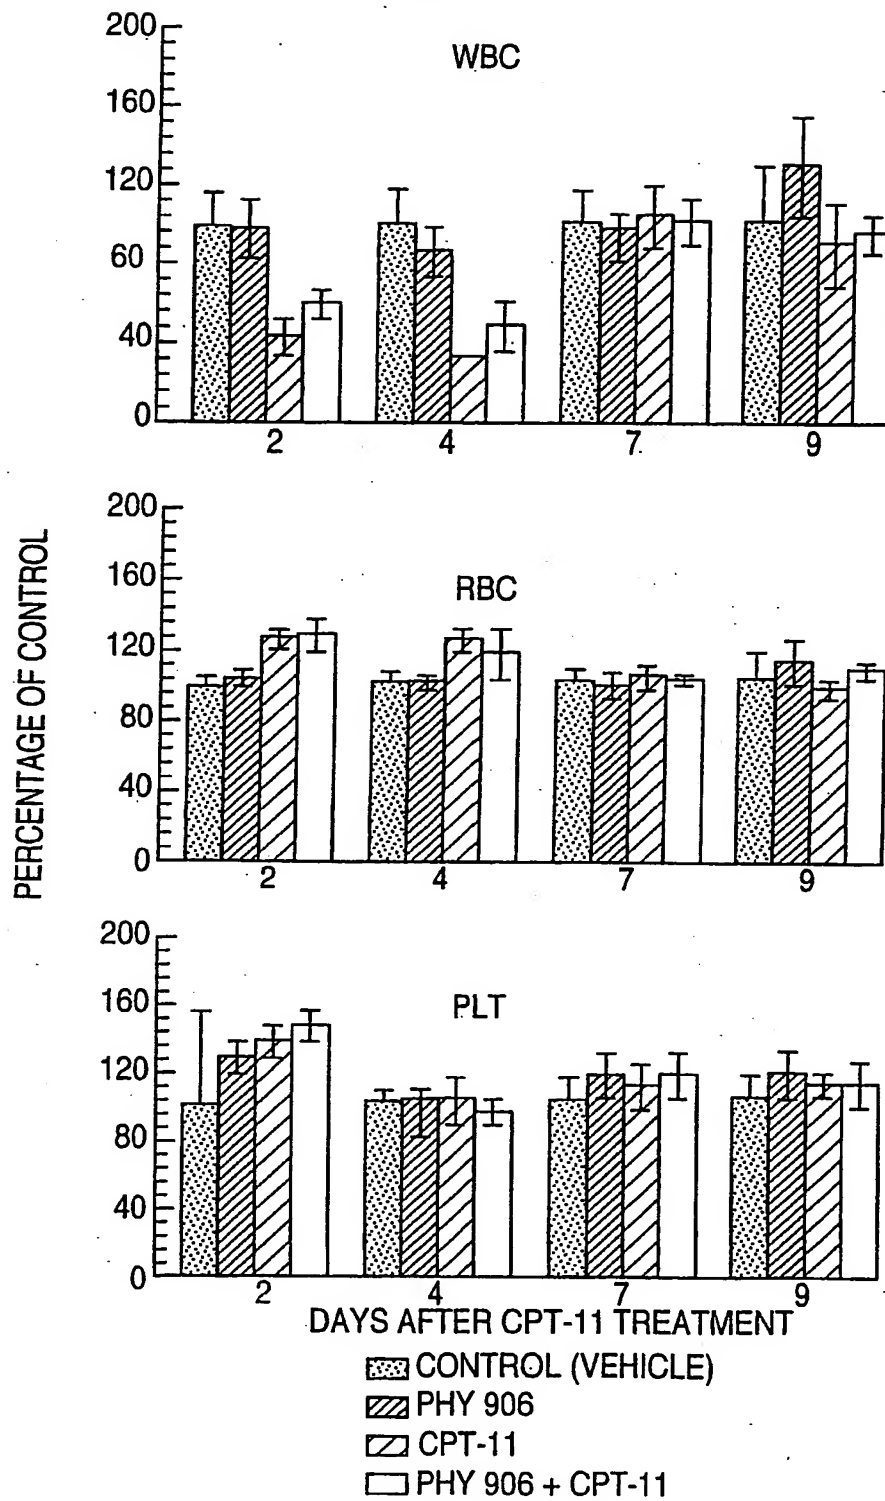 PERCENTAGE OF CONTROL
WBC
200
160
120
60
40
0
2 4 7 9
RBC
200
160
120
80
40
0
2 4 7 9
PLT
200
160
120
80
40
0
2 4 7 9
DAYS AFTER CPT-11 TREATMENT
CONTROL (VEHICLE)
PHY 906
CPT-11
PHY 906 + CPT-11